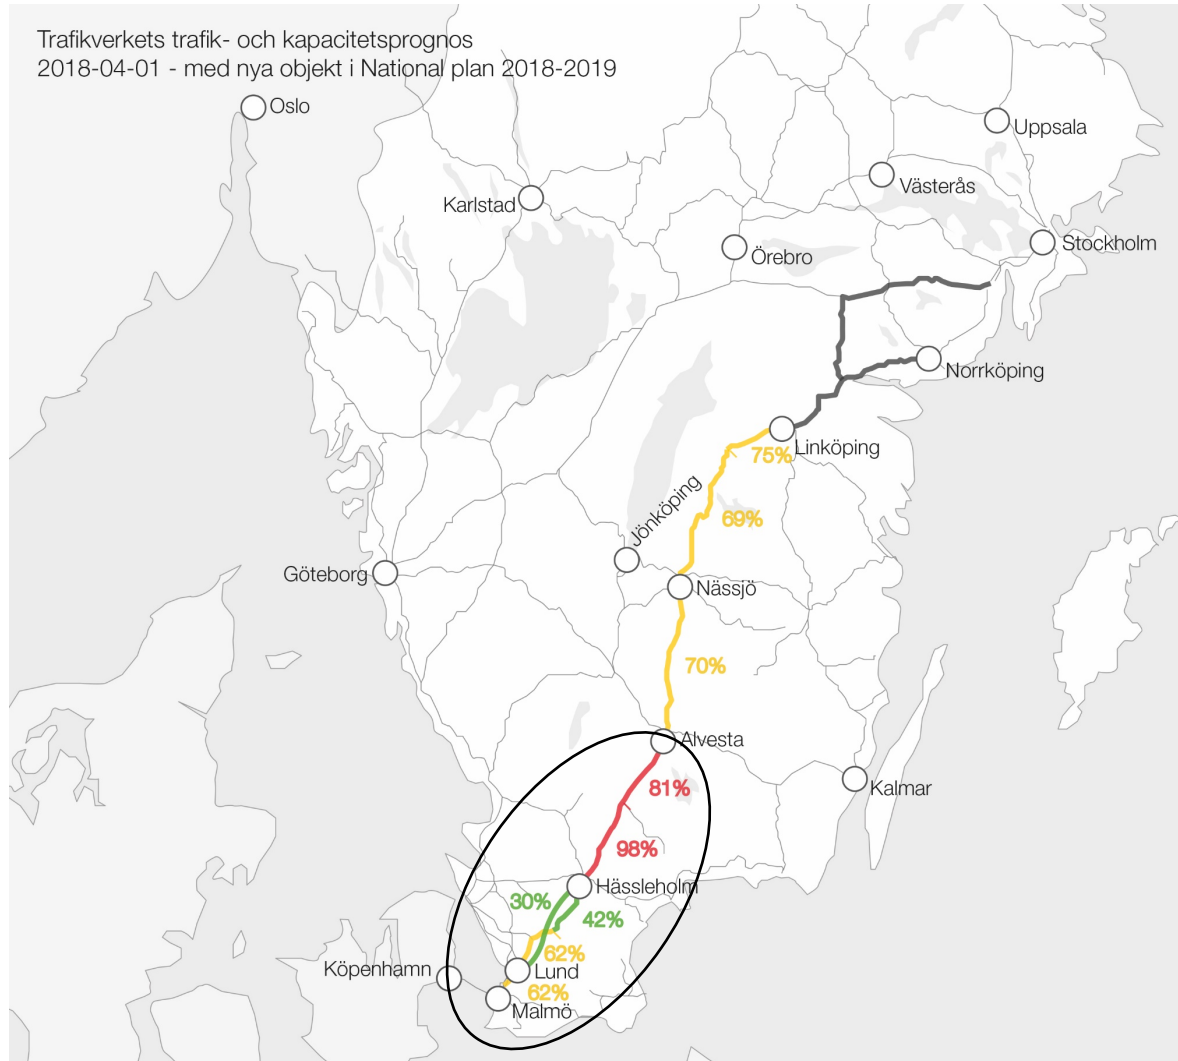 Trafikverkets trafik- och kapacitetsprognos
2018-04-01 - med nya objekt i National plan 2018-2019
Oslo
Uppsala
Västerås
Karlstad
Stockholm
Örebro
Norrköping
Linköping
75%
Jönköping
69%
Göteborg
Nässjö
70%
Alvesta
81%
Kalmar
98%
Hässleholm
30%
42%
62%
Köpenhamn
Lund
62%
Malmö